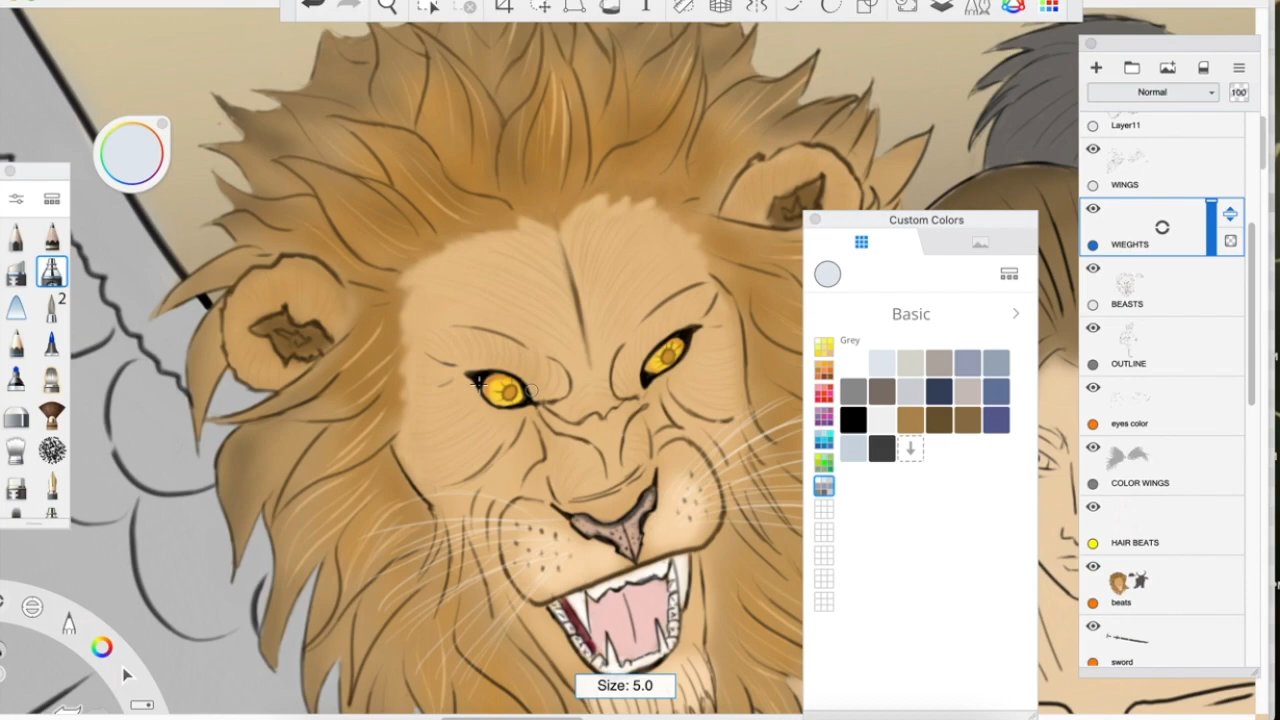 Normal
100
Layer11
WINGS
WIEGHTS
BEASTS
OUTLINE
eyes color
COLOR WINGS
HAIR BEATS
beats
sword
2
Custom Colors
Basic
Grey
Size: 5.0